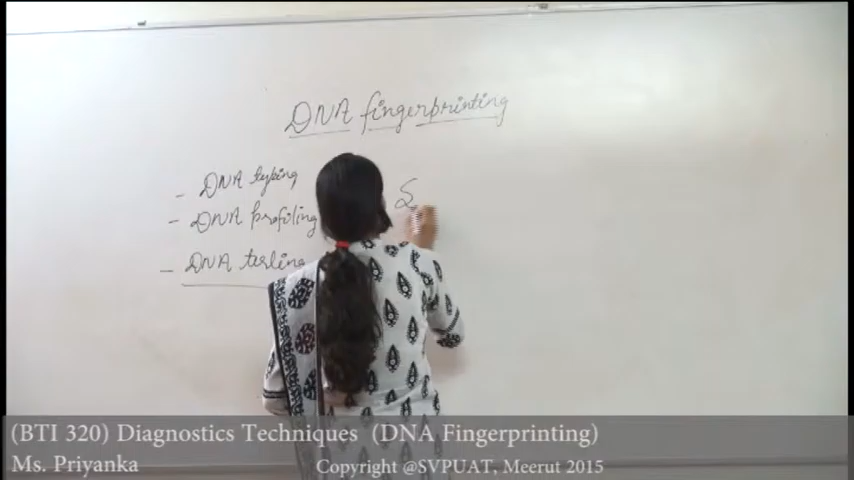 DNA fingerprinting
- DNA typing
- DNA profiling
- DNA testing
S
(BTI 320) Diagnostics Techniques (DNA Fingerprinting)
Ms. Priyanka
Copyright @SVPUAT, Meerut 2015